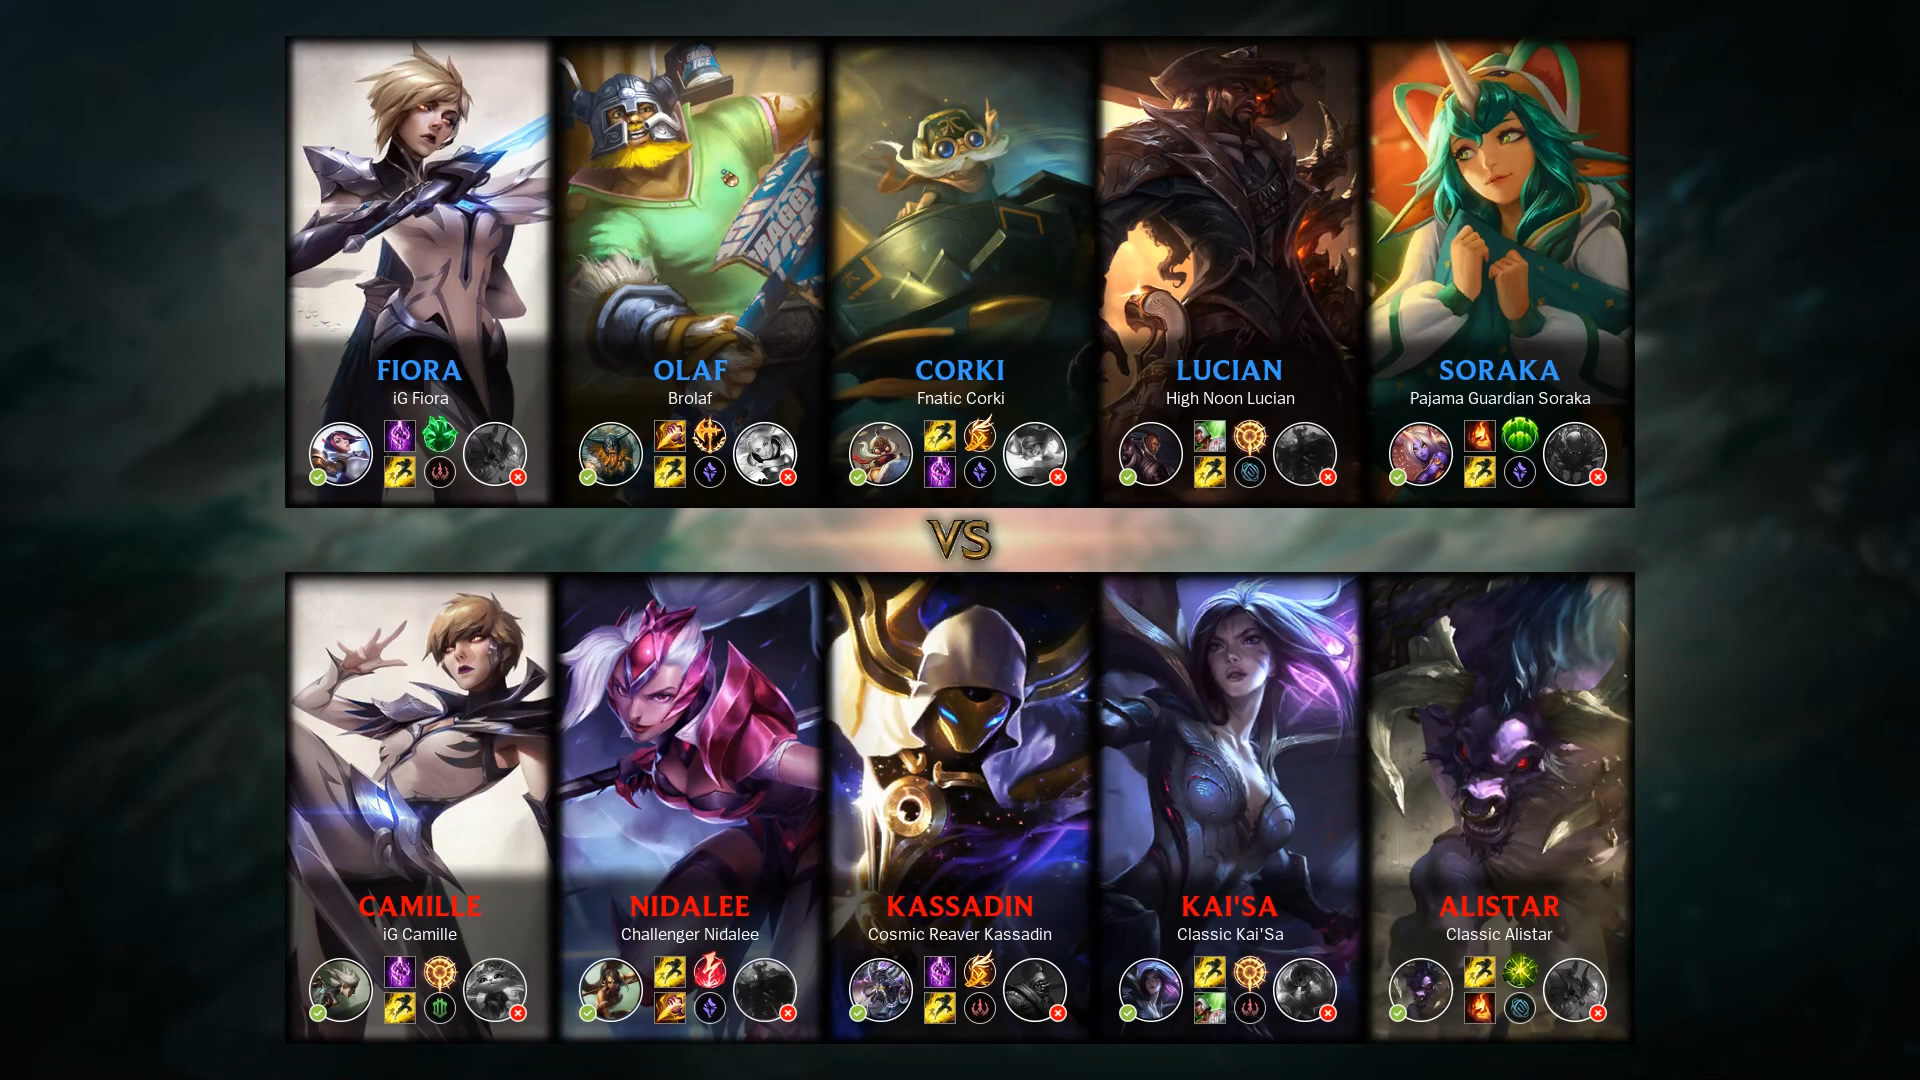 FIORA
iG Fiora
OLAF
Brolaf
CORKI
Fnatic Corki
LUCIAN
High Noon Lucian
SORAKA
Pajama Guardian Soraka
VS
CAMILLE
iG Camille
NIDALEE
Challenger Nidalee
KASSADIN
Cosmic Reaver Kassadin
KAI'SA
Classic Kai'Sa
ALISTAR
Classic Alistar